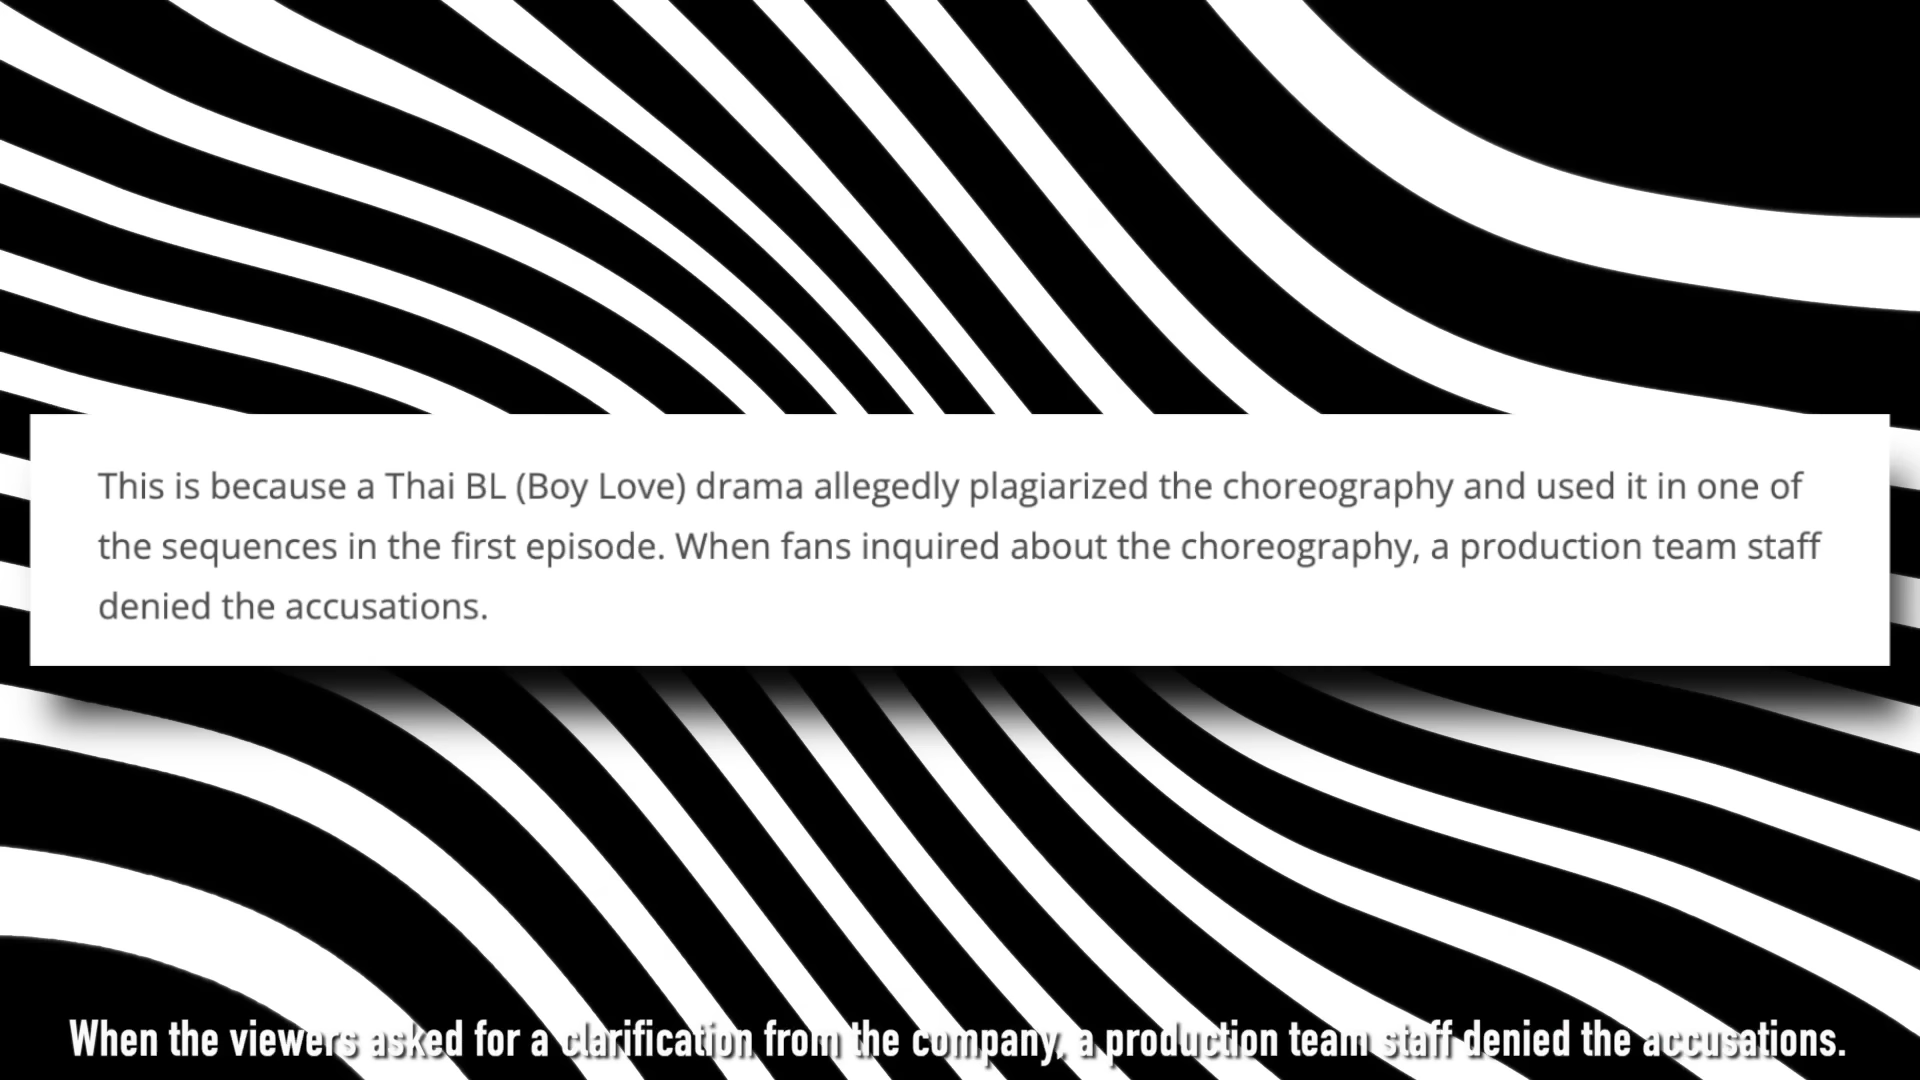 This is because a Thai BL (Boy Love) drama allegedly plagiarized the choreography and used it in one of
the sequences in the first episode. When fans inquired about the choreography, a production team staff
denied the accusations.
When the viewers asked for a clarification from the company, a production team staff denied the accusations.